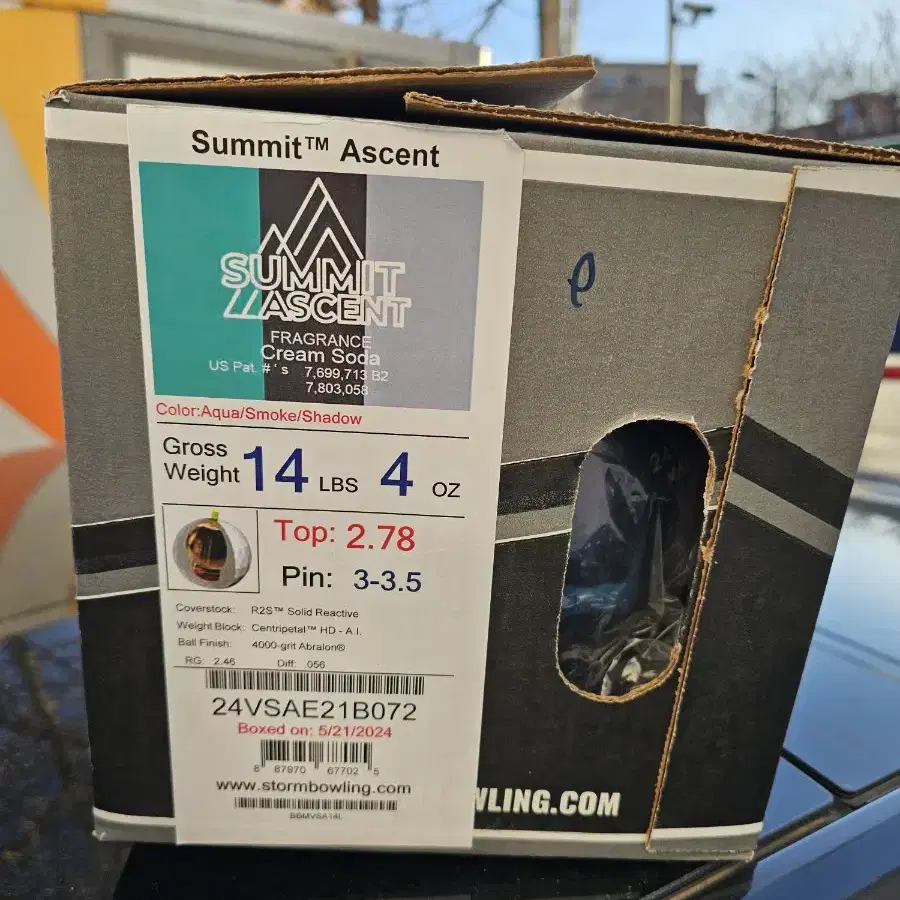 Summit™ Ascent
SUMMIT
ASCENT
FRAGRANCE
Cream Soda
US Pat. #'s 7,699,713 B2
7,803,058
Color:Aqua/Smoke/Shadow
Gross
Weight 14 LBS 4 OZ
Top: 2.78
Pin: 3-3.5
Coverstock: R2S™ Solid Reactive
Weight Block: Centripetal™ HD - A.I.
Ball Finish: 4000-grit Abralon®
RG: 2.46 Diff: .056
24VSAE21B072
Boxed on: 5/21/2024
8 87970 67702 5
www.stormbowling.com
BBMVSA14L
WLING.COM